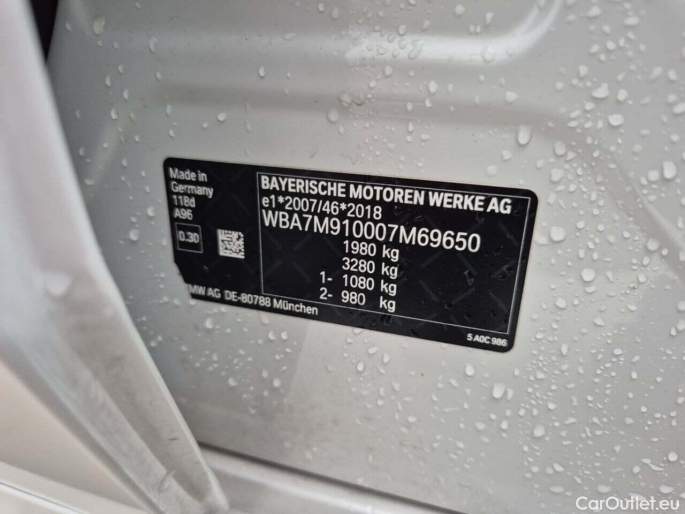 Made in
Germany
118d
A96
0.30
BAYERISCHE MOTOREN WERKE AG
e1*2007/46*2018
WBA7M910007M69650
1980 kg
3280 kg
1- 1080 kg
2- 980 kg
MW AG DE-80788 München
5 A0C 986
CarOutlet.eu